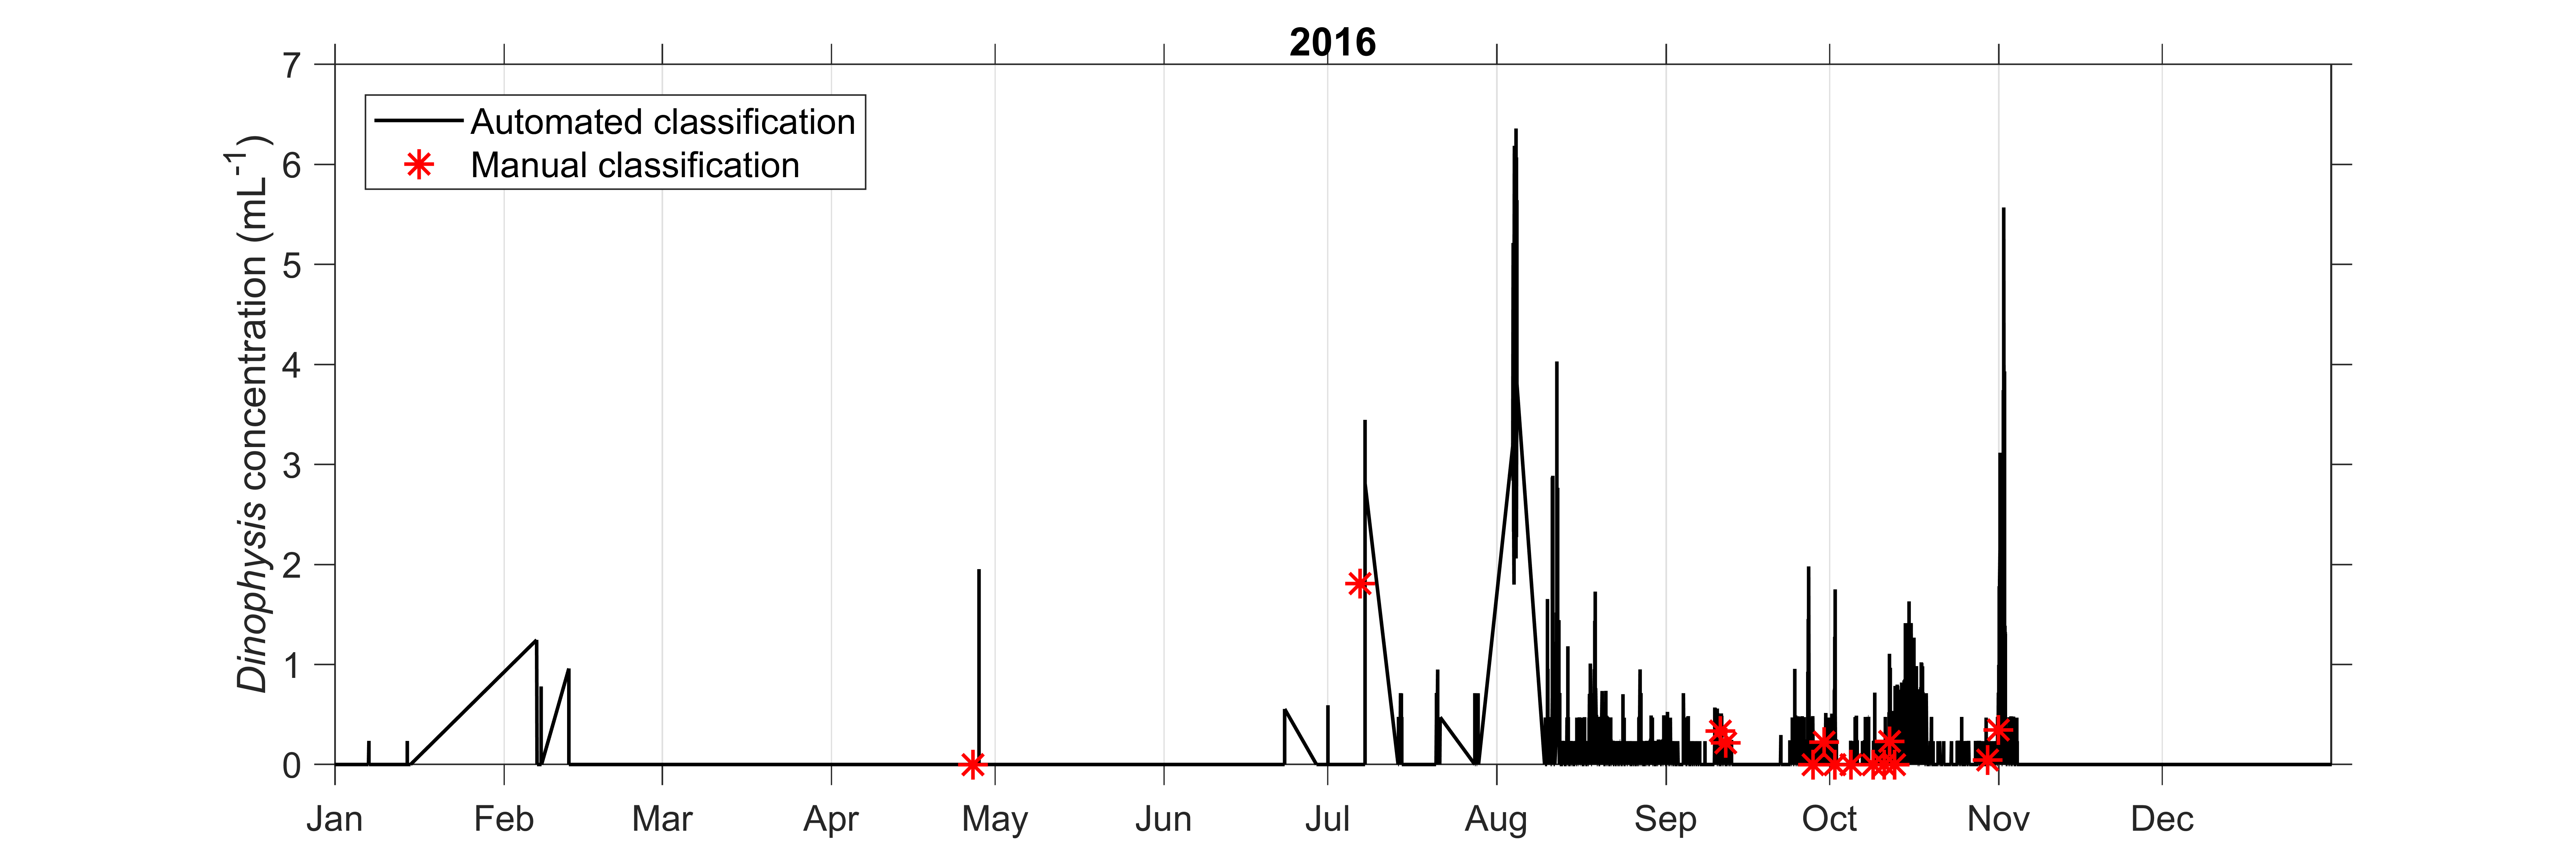 2016
7
6
5
4
3
2
1
0
Dinophysis concentration (mL⁻¹)
Automated classification
Manual classification
Jan Feb Mar Apr May Jun Jul Aug Sep Oct Nov Dec